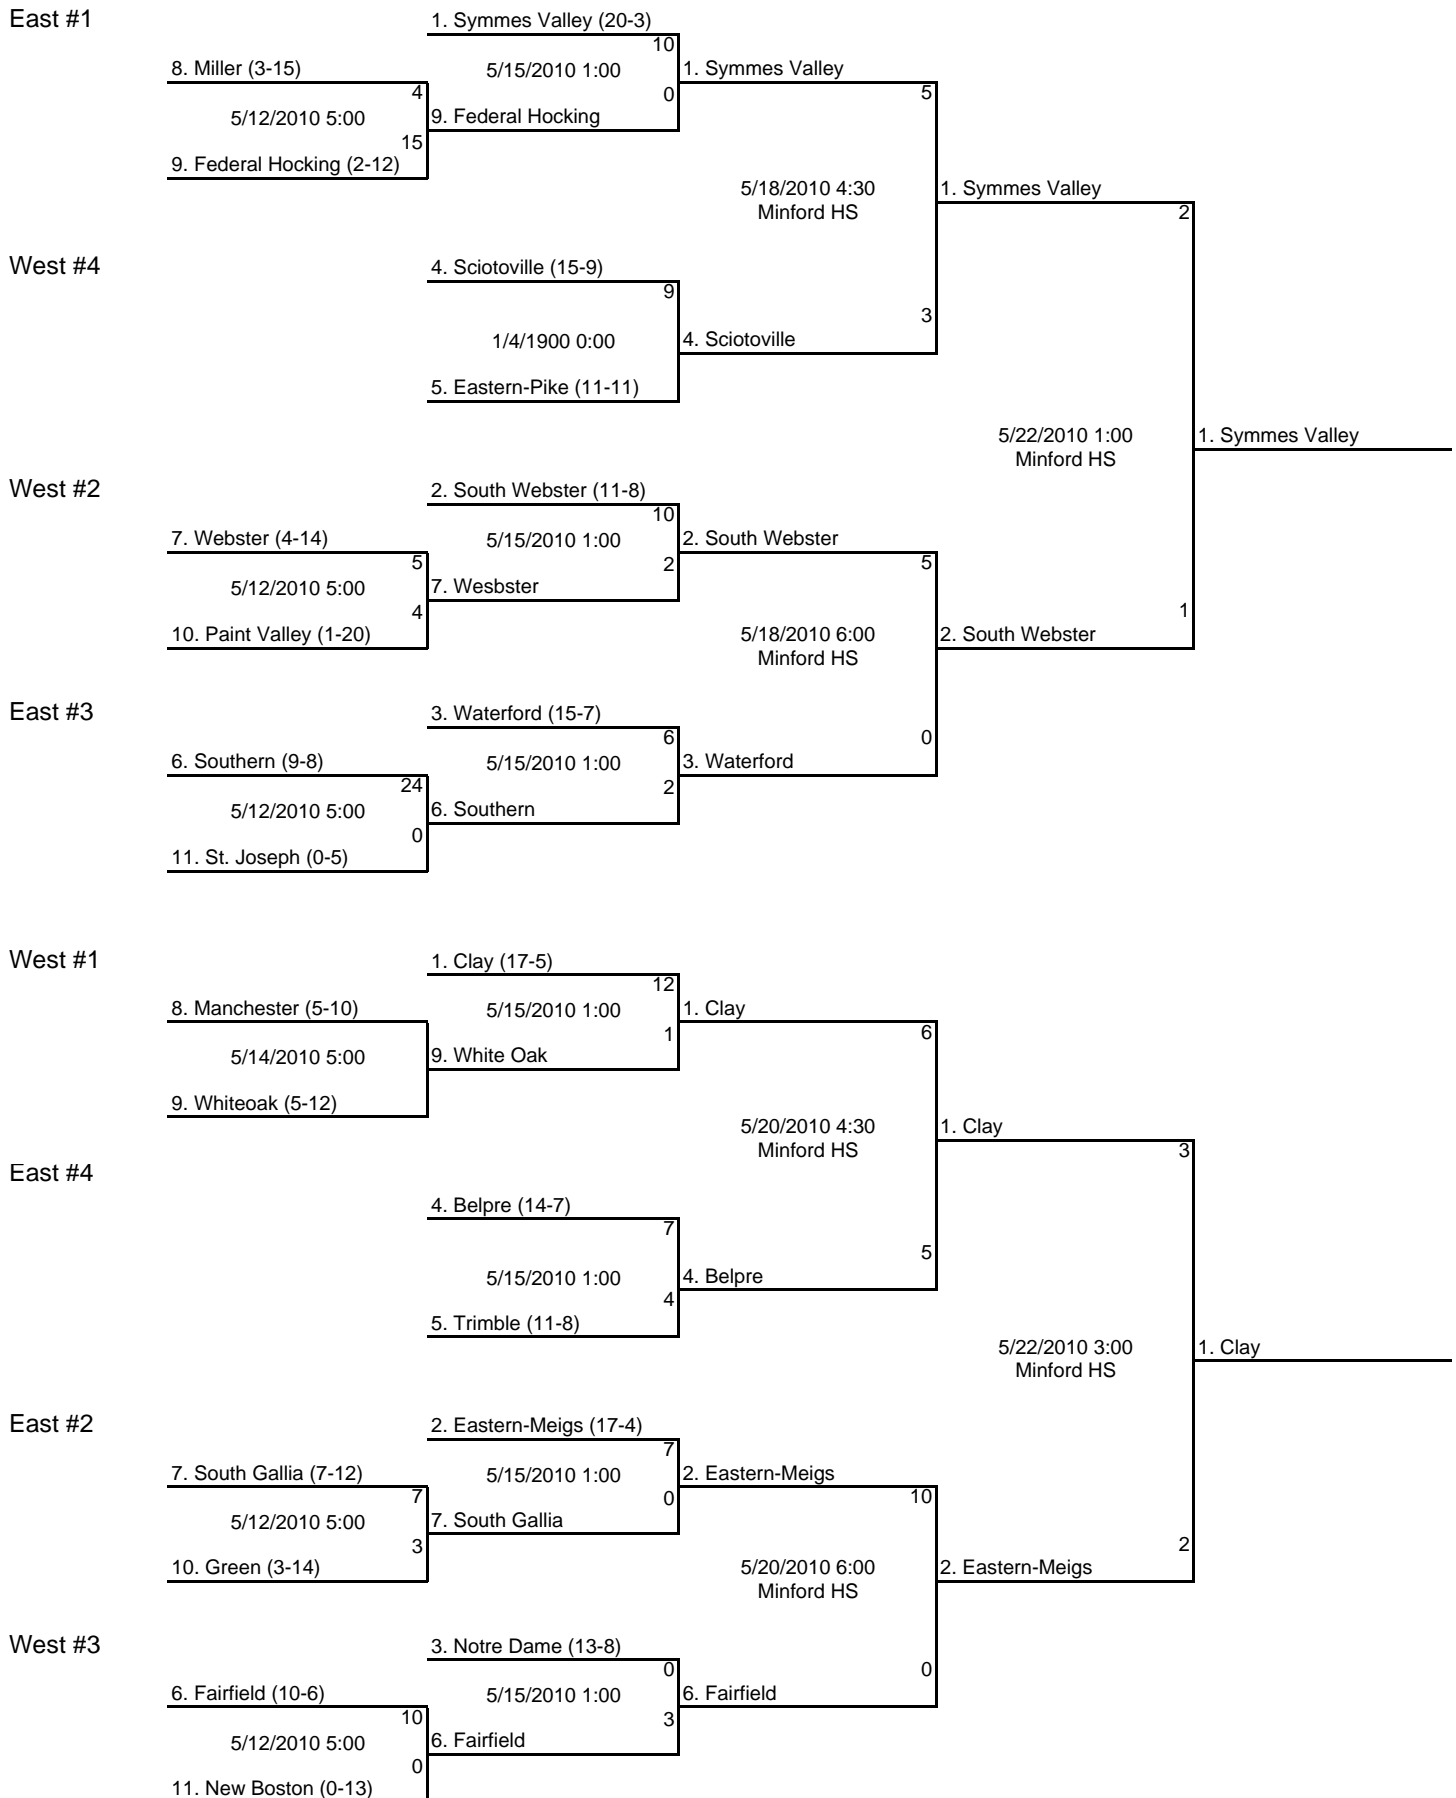 East #1
1. Symmes Valley (20-3)
10
8. Miller (3-15)
5/15/2010 1:00
1. Symmes Valley
4
0
5
5/12/2010 5:00
9. Federal Hocking
15
9. Federal Hocking (2-12)
5/18/2010 4:30
Minford HS
1. Symmes Valley
2
West #4
4. Sciotoville (15-9)
9
3
1/4/1900 0:00
4. Sciotoville
5. Eastern-Pike (11-11)
5/22/2010 1:00
Minford HS
1. Symmes Valley
West #2
2. South Webster (11-8)
10
7. Webster (4-14)
5/15/2010 1:00
2. South Webster
5
2
5
5/12/2010 5:00
7. Wesbster
4
1
10. Paint Valley (1-20)
5/18/2010 6:00
Minford HS
2. South Webster
East #3
3. Waterford (15-7)
6
0
6. Southern (9-8)
5/15/2010 1:00
3. Waterford
24
2
5/12/2010 5:00
6. Southern
0
11. St. Joseph (0-5)
West #1
1. Clay (17-5)
12
8. Manchester (5-10)
5/15/2010 1:00
1. Clay
1
6
5/14/2010 5:00
9. White Oak
9. Whiteoak (5-12)
5/20/2010 4:30
Minford HS
1. Clay
3
East #4
4. Belpre (14-7)
7
5
5/15/2010 1:00
4. Belpre
4
5. Trimble (11-8)
5/22/2010 3:00
Minford HS
1. Clay
East #2
2. Eastern-Meigs (17-4)
7
7. South Gallia (7-12)
5/15/2010 1:00
2. Eastern-Meigs
7
0
10
5/12/2010 5:00
7. South Gallia
3
2
10. Green (3-14)
5/20/2010 6:00
Minford HS
2. Eastern-Meigs
West #3
3. Notre Dame (13-8)
0
0
6. Fairfield (10-6)
5/15/2010 1:00
6. Fairfield
10
3
5/12/2010 5:00
6. Fairfield
0
11. New Boston (0-13)